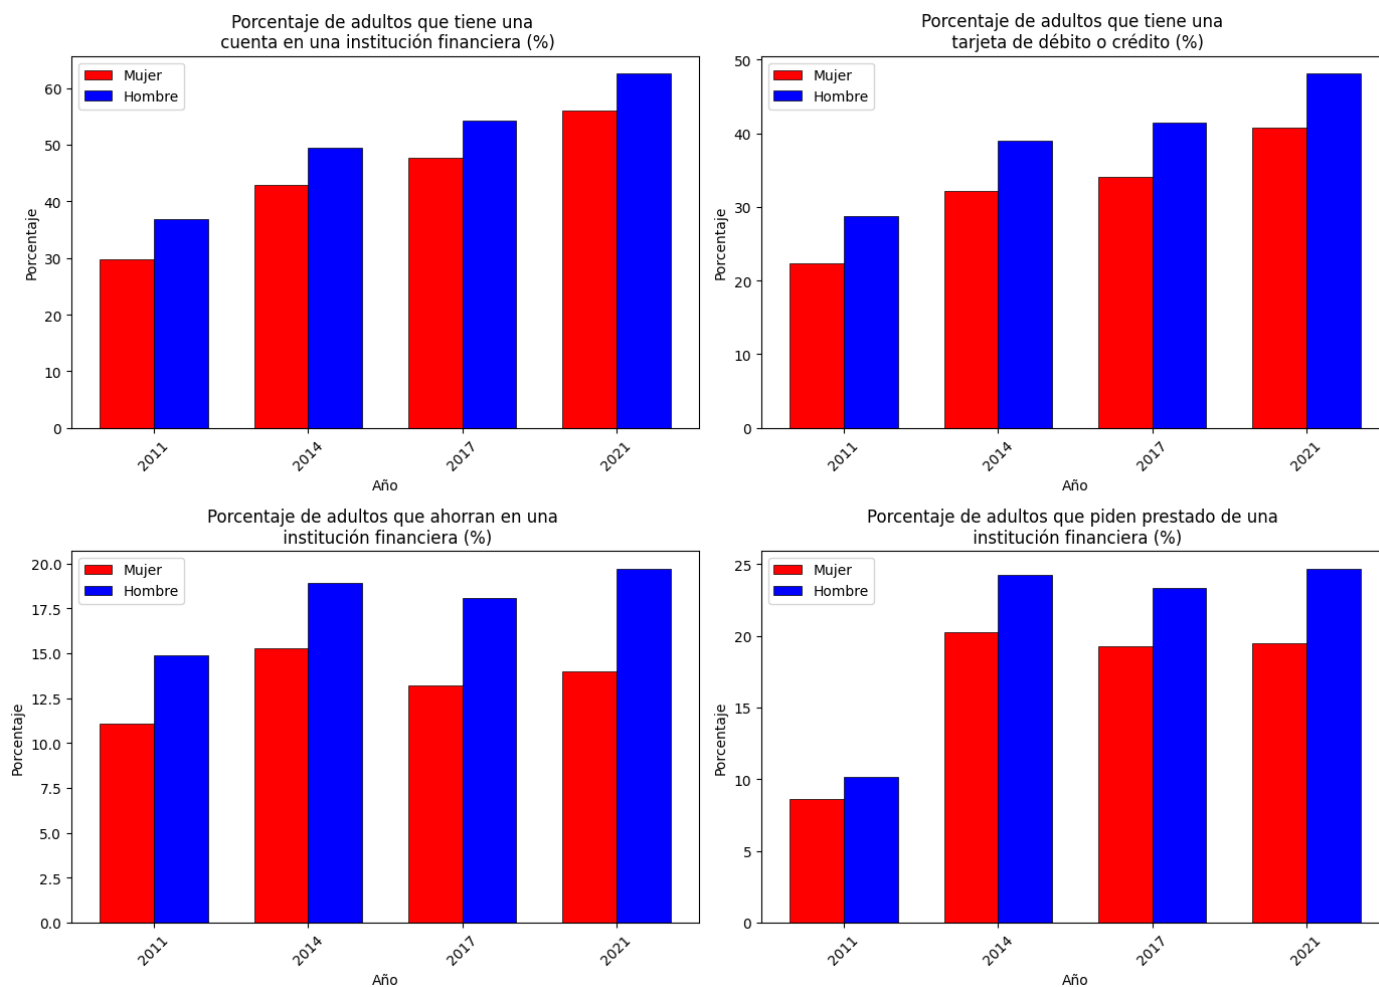 Porcentaje de adultos que tiene una
cuenta en una institución financiera (%)
Mujer
Hombre
60
50
40
30
20
10
0
Porcentaje
2011
2014
2017
2021
Año
Porcentaje de adultos que tiene una
tarjeta de débito o crédito (%)
Mujer
Hombre
50
40
30
20
10
0
Porcentaje
2011
2014
2017
2021
Año
Porcentaje de adultos que ahorran en una
institución financiera (%)
Mujer
Hombre
20.0
17.5
15.0
12.5
10.0
7.5
5.0
2.5
0.0
Porcentaje
2011
2014
2017
2021
Año
Porcentaje de adultos que piden prestado de una
institución financiera (%)
Mujer
Hombre
25
20
15
10
5
0
Porcentaje
2011
2014
2017
2021
Año